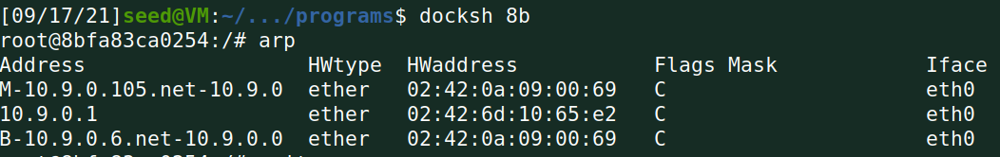 [09/17/21]seed@VM:~/.../programs$ docksh 8b
root@8bfa83ca0254:/# arp
Address HWtype HWaddress Flags Mask Iface
M-10.9.0.105.net-10.9.0 ether 02:42:0a:09:00:69 C eth0
10.9.0.1 ether 02:42:6d:10:65:e2 C eth0
B-10.9.0.6.net-10.9.0.0 ether 02:42:0a:09:00:69 C eth0